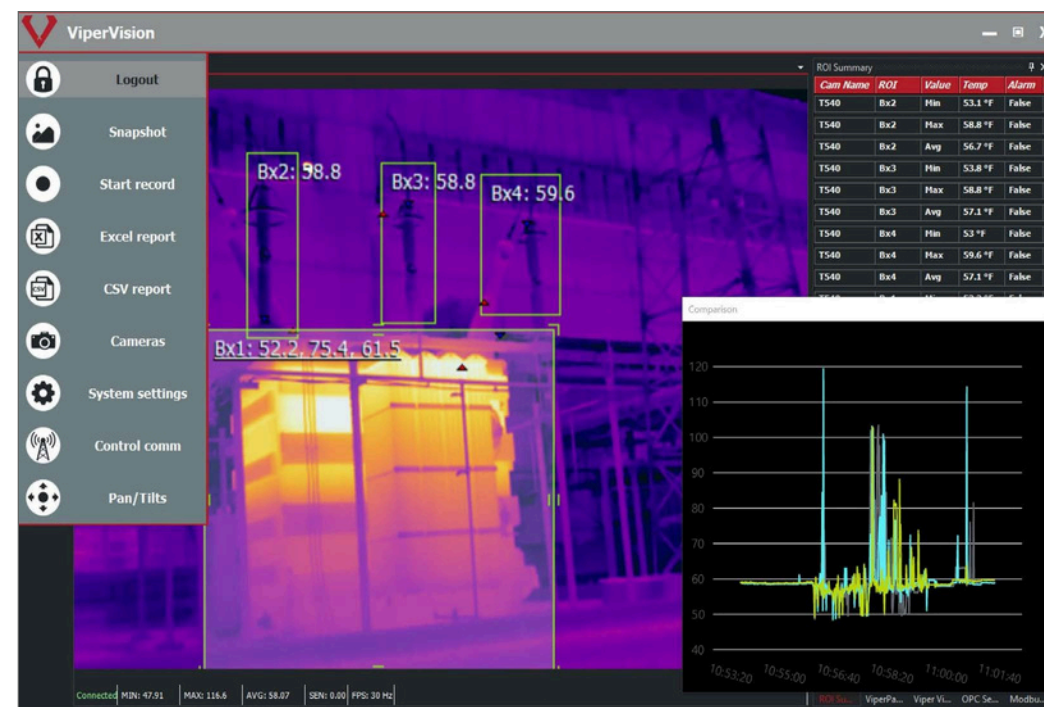 ViperVision
Logout
Snapshot
Start record
Excel report
CSV report
Cameras
System settings
Control comm
Pan/Tilts
Bx2: 58.8
Bx3: 58.8
Bx4: 59.6
Bx1: 52.2, 75.4, 61.5
Connected MIN: 47.91 MAX: 116.6 AVG: 58.07 SEN: 0.00 FPS: 30 Hz
ROI Summary
Cam Name ROI Value Temp Alarm
T540 Bx2 Min 53.1 °F False
T540 Bx2 Max 58.8 °F False
T540 Bx2 Avg 56.7 °F False
T540 Bx3 Min 53.8 °F False
T540 Bx3 Max 58.8 °F False
T540 Bx3 Avg 57.1 °F False
T540 Bx4 Min 53 °F False
T540 Bx4 Max 59.6 °F False
T540 Bx4 Avg 57.1 °F False
Comparison
120
110
100
90
80
70
60
50
40
10:53:20 10:55:00 10:56:40 10:58:20 11:00:00 11:01:40
ROI Su... ViperPa... Viper Vi... OPC Se... Modbu...